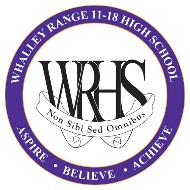 WHALLEY RANGE 11-18 HIGH SCHOOL
WRHS
Non Sibi Sed Omnibus
ASPIRE • BELIEVE • ACHIEVE